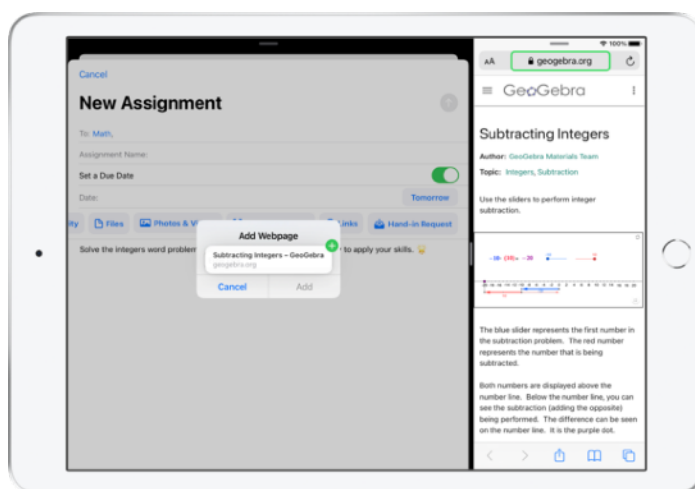 100%
Cancel
New Assignment
To: Math,
Assignment Name:
Set a Due Date
Date:
Tomorrow
ity
Files
Photos & Vi
Links
Hand-in Request
Solve the integers word problem
to apply your skills.
Add Webpage
Subtracting Integers – GeoGebra
geogebra.org
Cancel
Add
AA
geogebra.org
GeoGebra
Subtracting Integers
Author: GeoGebra Materials Team
Topic: Integers, Subtraction
Use the sliders to perform integer
subtraction.
The blue slider represents the first number in
the subtraction problem. The red number
represents the number that is being
subtracted.
Both numbers are displayed above the
number line. Below the number line, you can
see the subtraction (adding the opposite)
being performed. The difference can be seen
on the number line. It is the purple dot.